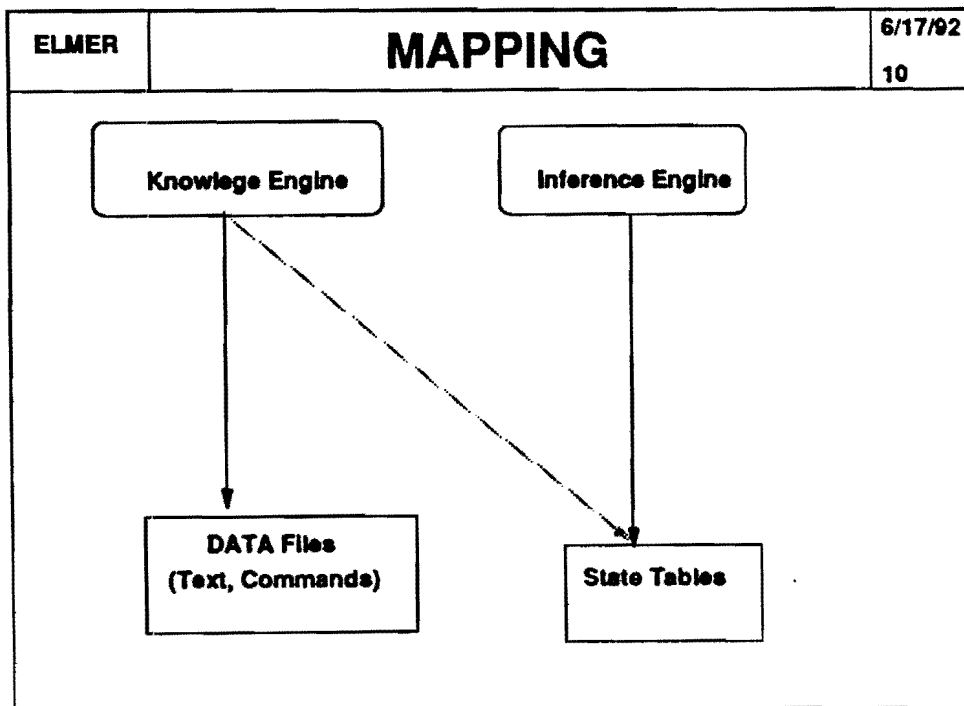 ELMER
MAPPING
6/17/92
10
Knowlege Engine
Inference Engine
DATA Files
(Text, Commands)
State Tables